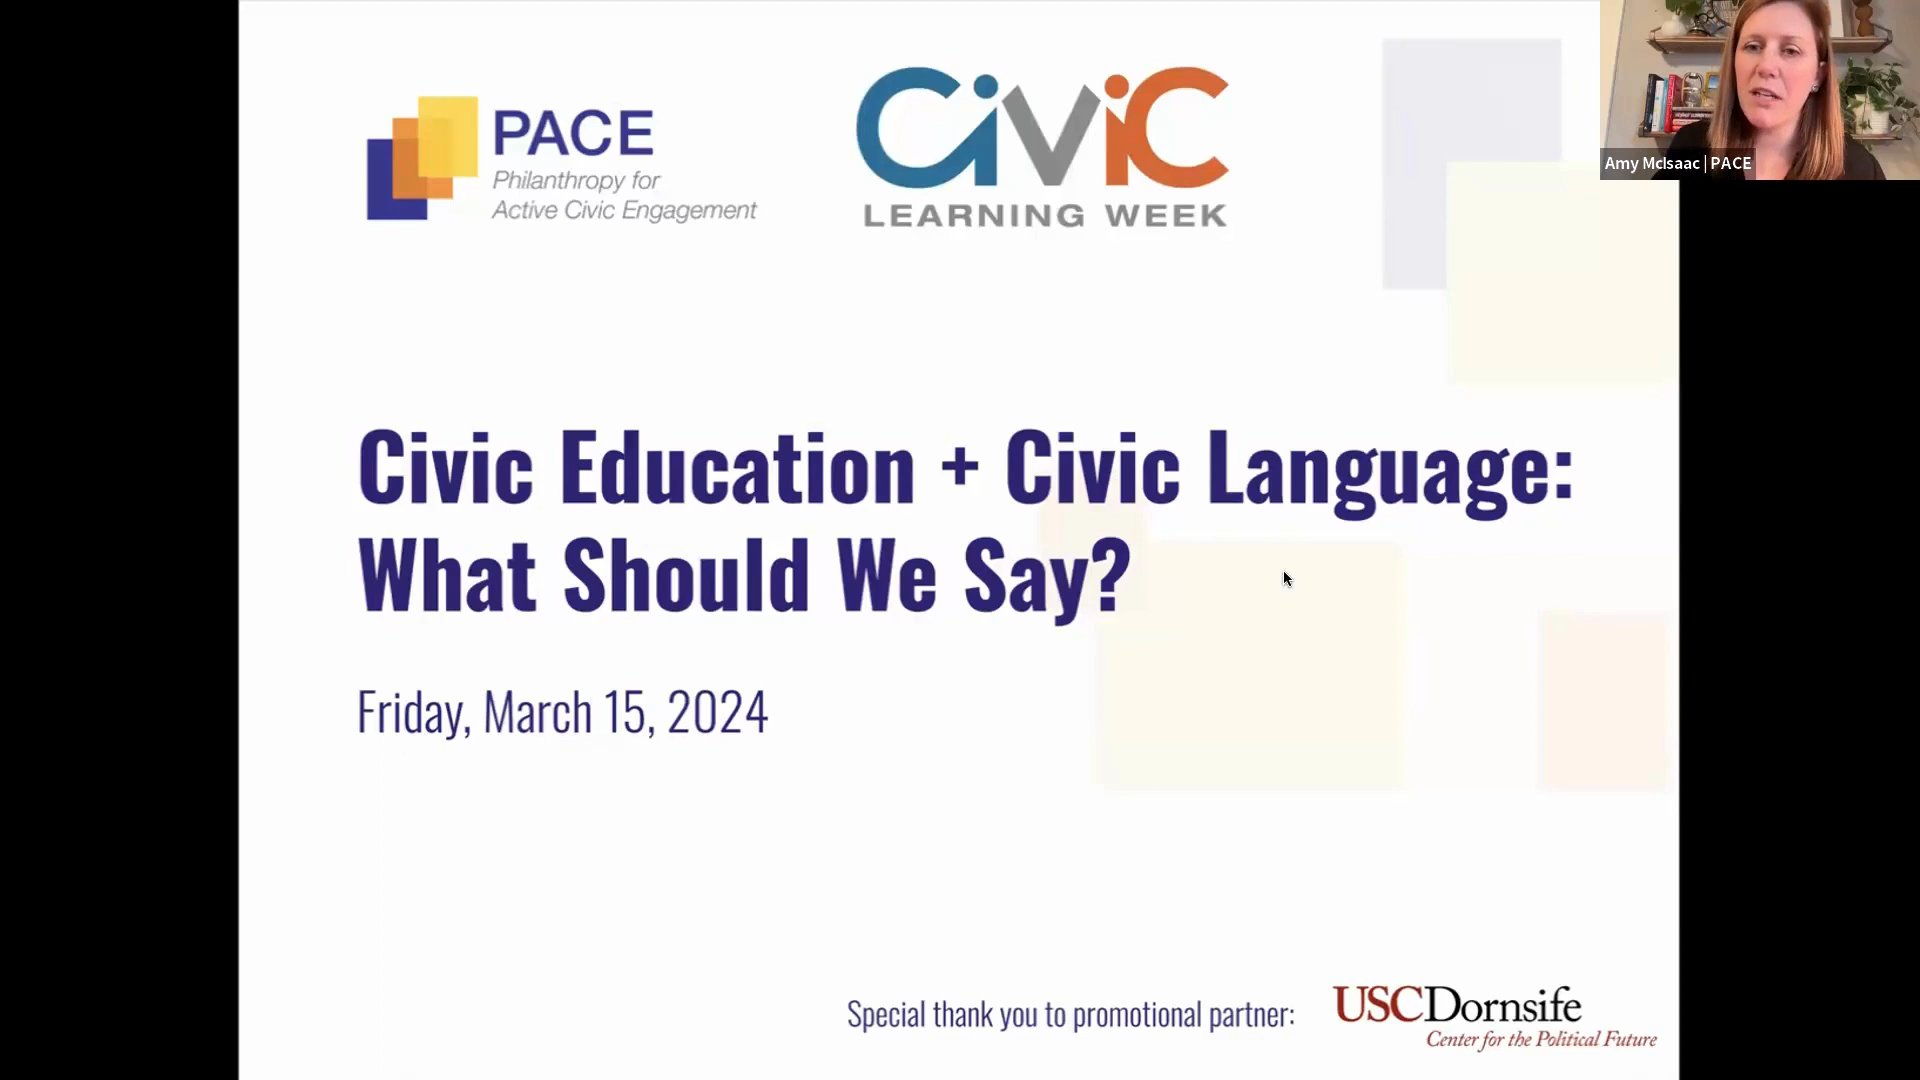 PACE
Philanthropy for
Active Civic Engagement
CiViC
LEARNING WEEK
Amy McIsaac | PACE
Civic Education + Civic Language:
What Should We Say?
Friday, March 15, 2024
Special thank you to promotional partner:
USCDornsife
Center for the Political Future